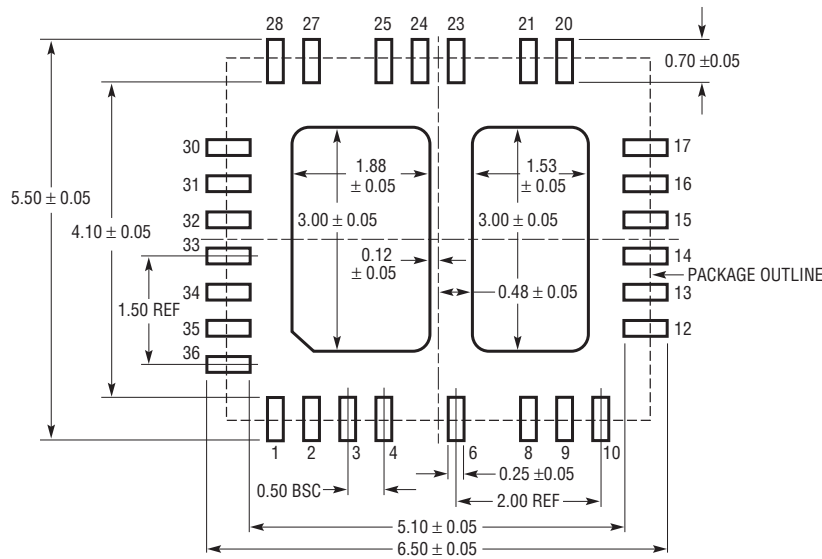 28 27 25 24 23 21 20
0.70 ±0.05
30 17
1.88
± 0.05
1.53
± 0.05
31 16
5.50 ± 0.05
32 3.00 ± 0.05 3.00 ± 0.05 15
4.10 ± 0.05
33 0.12
± 0.05
14
PACKAGE OUTLINE
34 0.48 ± 0.05 13
1.50 REF
35 12
36
1 2 3 4 6 8 9 10
0.25 ±0.05
0.50 BSC
2.00 REF
5.10 ± 0.05
6.50 ± 0.05